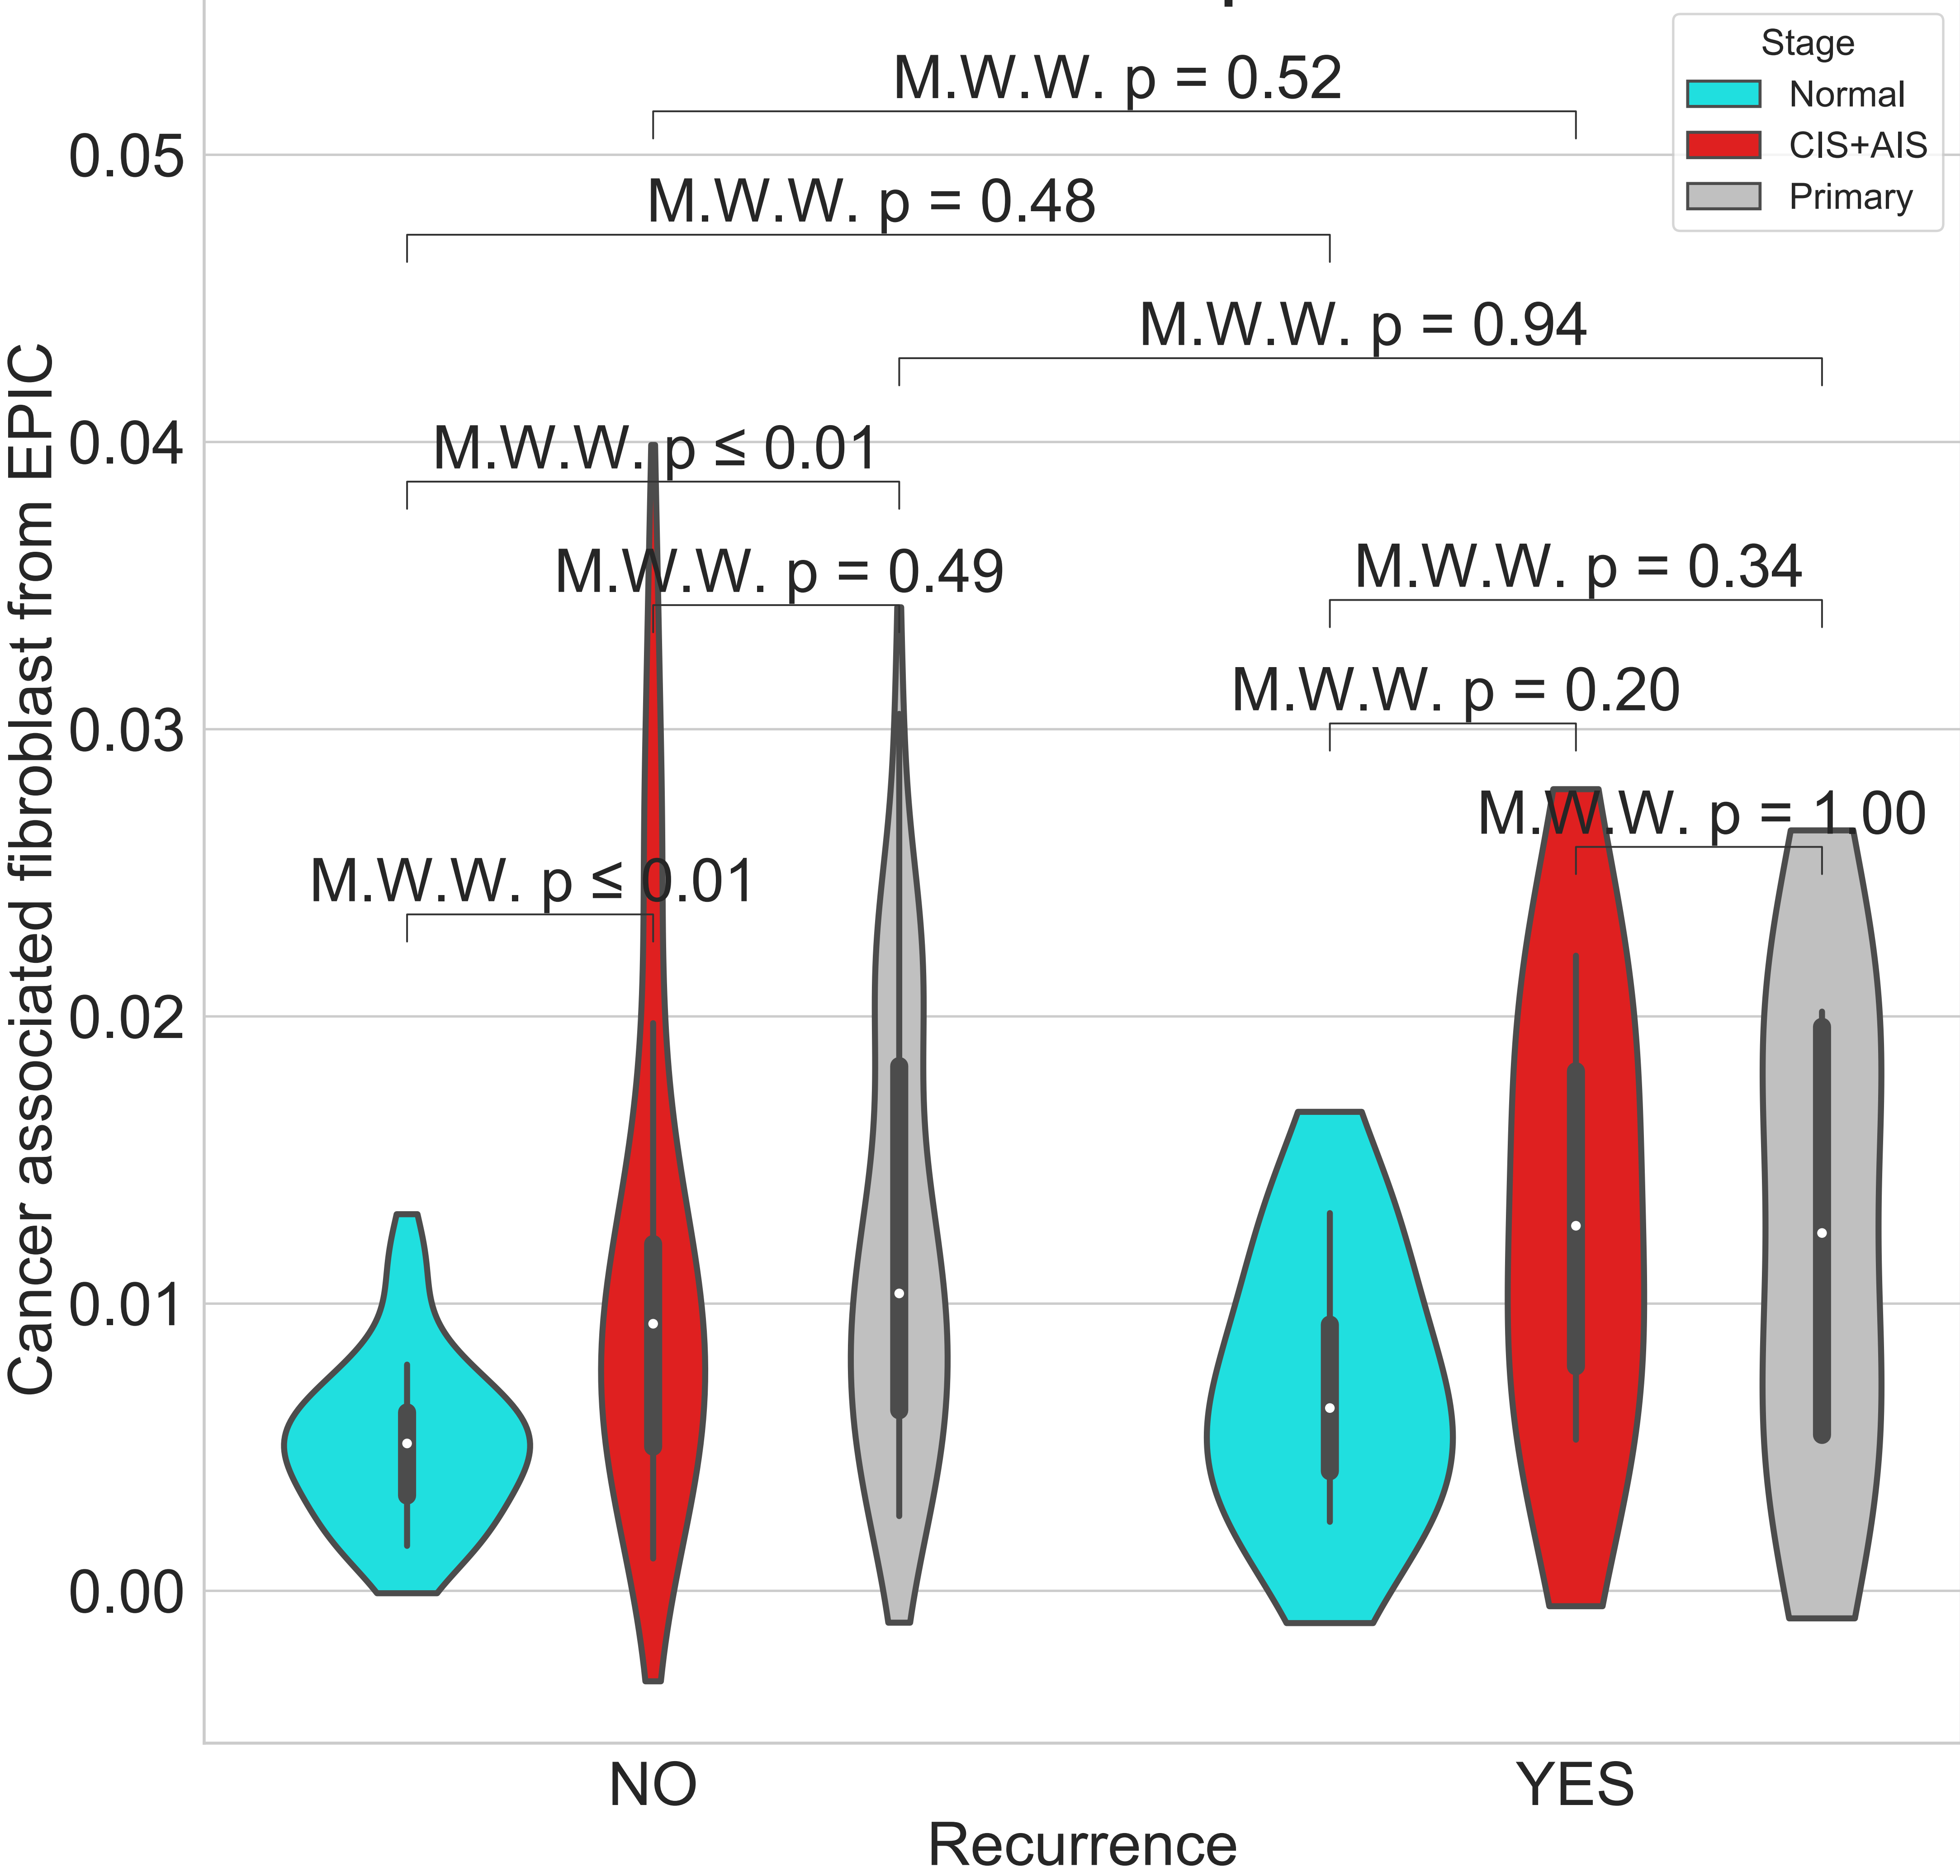 Stage
Normal
CIS+AIS
Primary
M.W.W. p = 0.52
M.W.W. p = 0.48
M.W.W. p = 0.94
M.W.W. p ≤ 0.01
M.W.W. p = 0.49
M.W.W. p = 0.34
M.W.W. p = 0.20
M.W.W. p = 1.00
M.W.W. p ≤ 0.01
Cancer associated fibroblast from EPIC
0.05
0.04
0.03
0.02
0.01
0.00
NO
YES
Recurrence